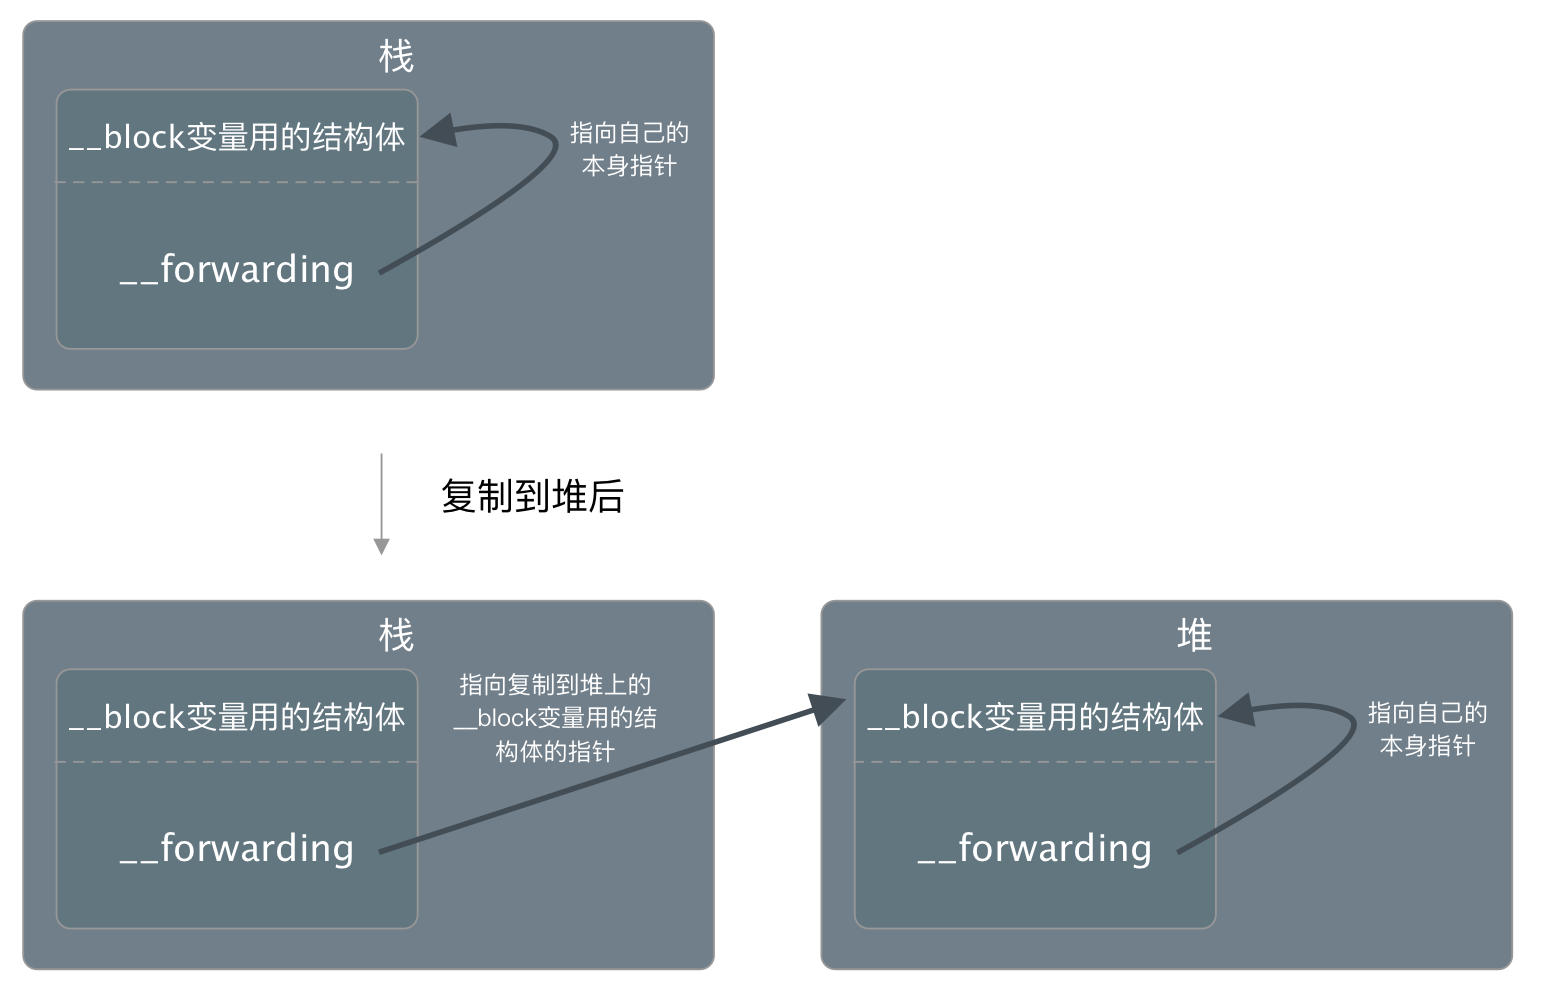 栈
__block变量用的结构体
指向自己的
本身指针
__forwarding
复制到堆后
栈
__block变量用的结构体
指向复制到堆上的
__block变量用的结
构体的指针
__forwarding
堆
__block变量用的结构体
指向自己的
本身指针
__forwarding